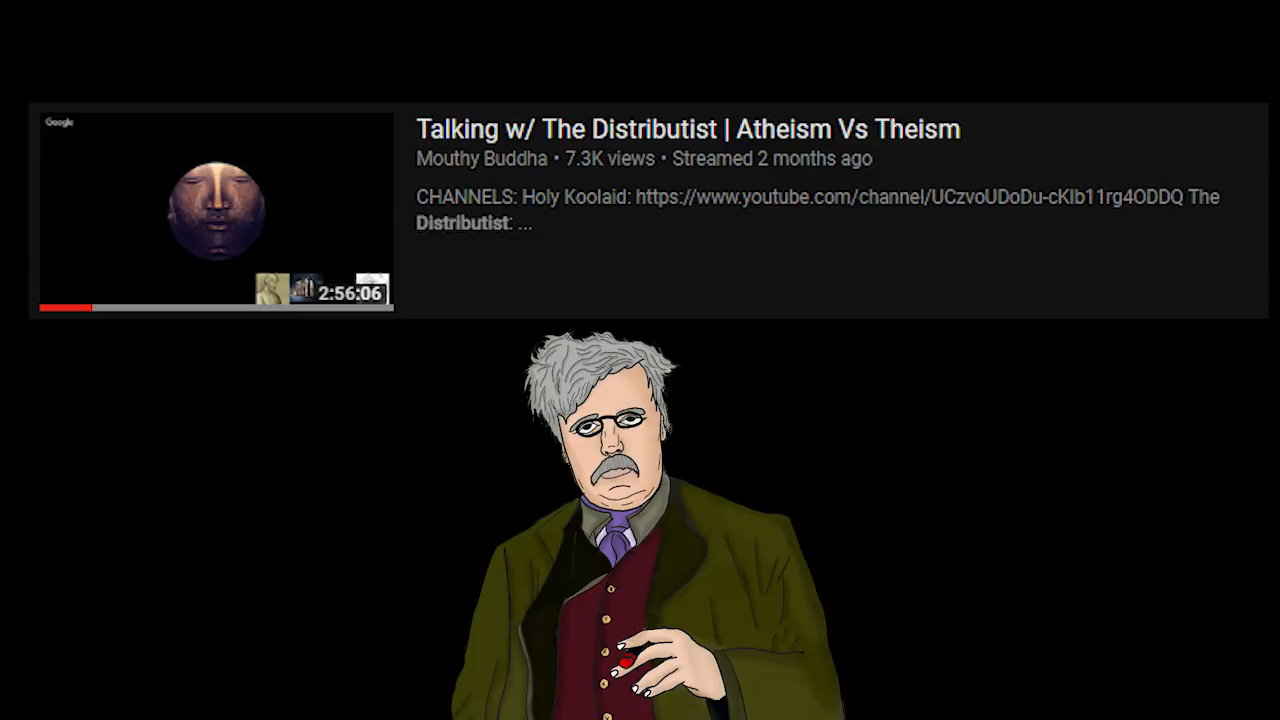 Google
Talking w/ The Distributist | Atheism Vs Theism
Mouthy Buddha • 7.3K views • Streamed 2 months ago
CHANNELS: Holy Koolaid: https://www.youtube.com/channel/UCzvoUDoDu-cKlb11rg4ODDQ The
Distributist: ...
2:56:06